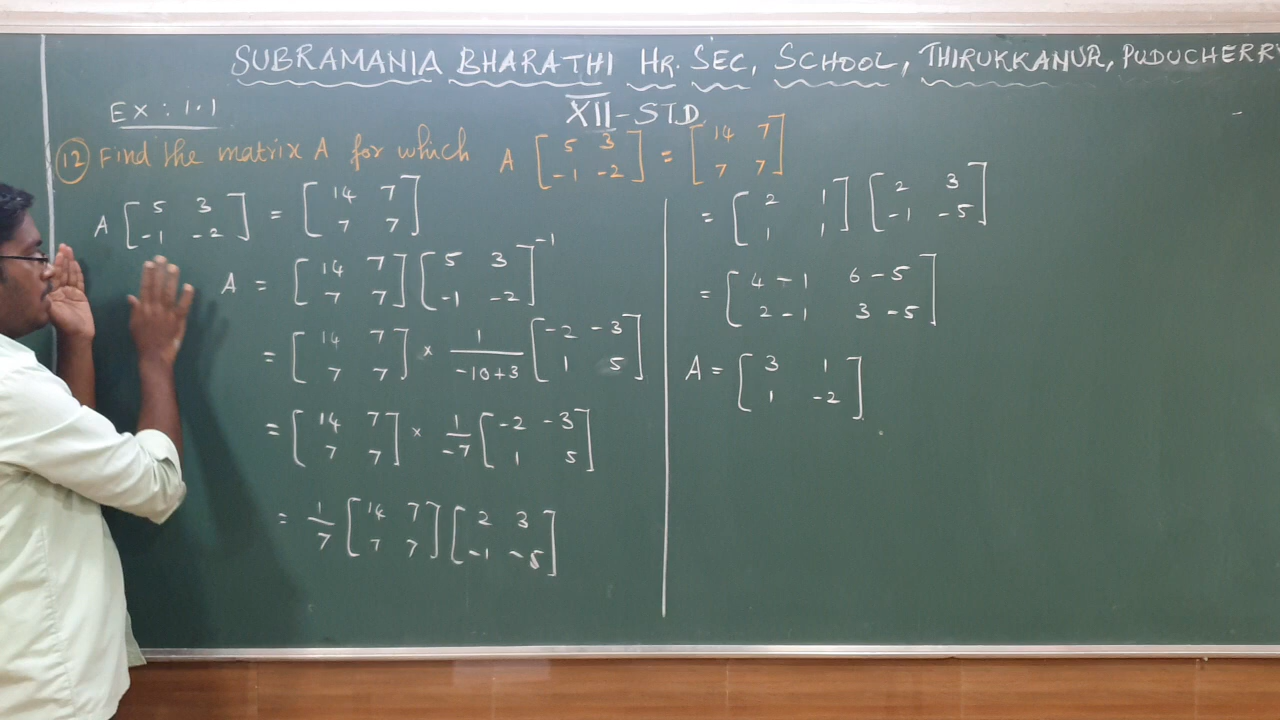 SUBRAMANIA BHARATHI HR. SEC, SCHOOL, THIRUKKANUR, PUDUCHERRY
XII - STD
Ex : 1.1
12 Find the matrix A for which A [5 3; -1 -2] = [14 7; 7 7]
A [5 3; -1 -2] = [14 7; 7 7]
A = [14 7; 7 7] [5 3; -1 -2]^-1
= [14 7; 7 7] × 1/(-10+3) [-2 -3; 1 5]
= [14 7; 7 7] × 1/-7 [-2 -3; 1 5]
= 1/7 [14 7; 7 7] [2 3; -1 -5]
= [2 1; 1 1] [2 3; -1 -5]
= [4 - 1 6 - 5; 2 - 1 3 - 5]
A = [3 1; 1 -2]